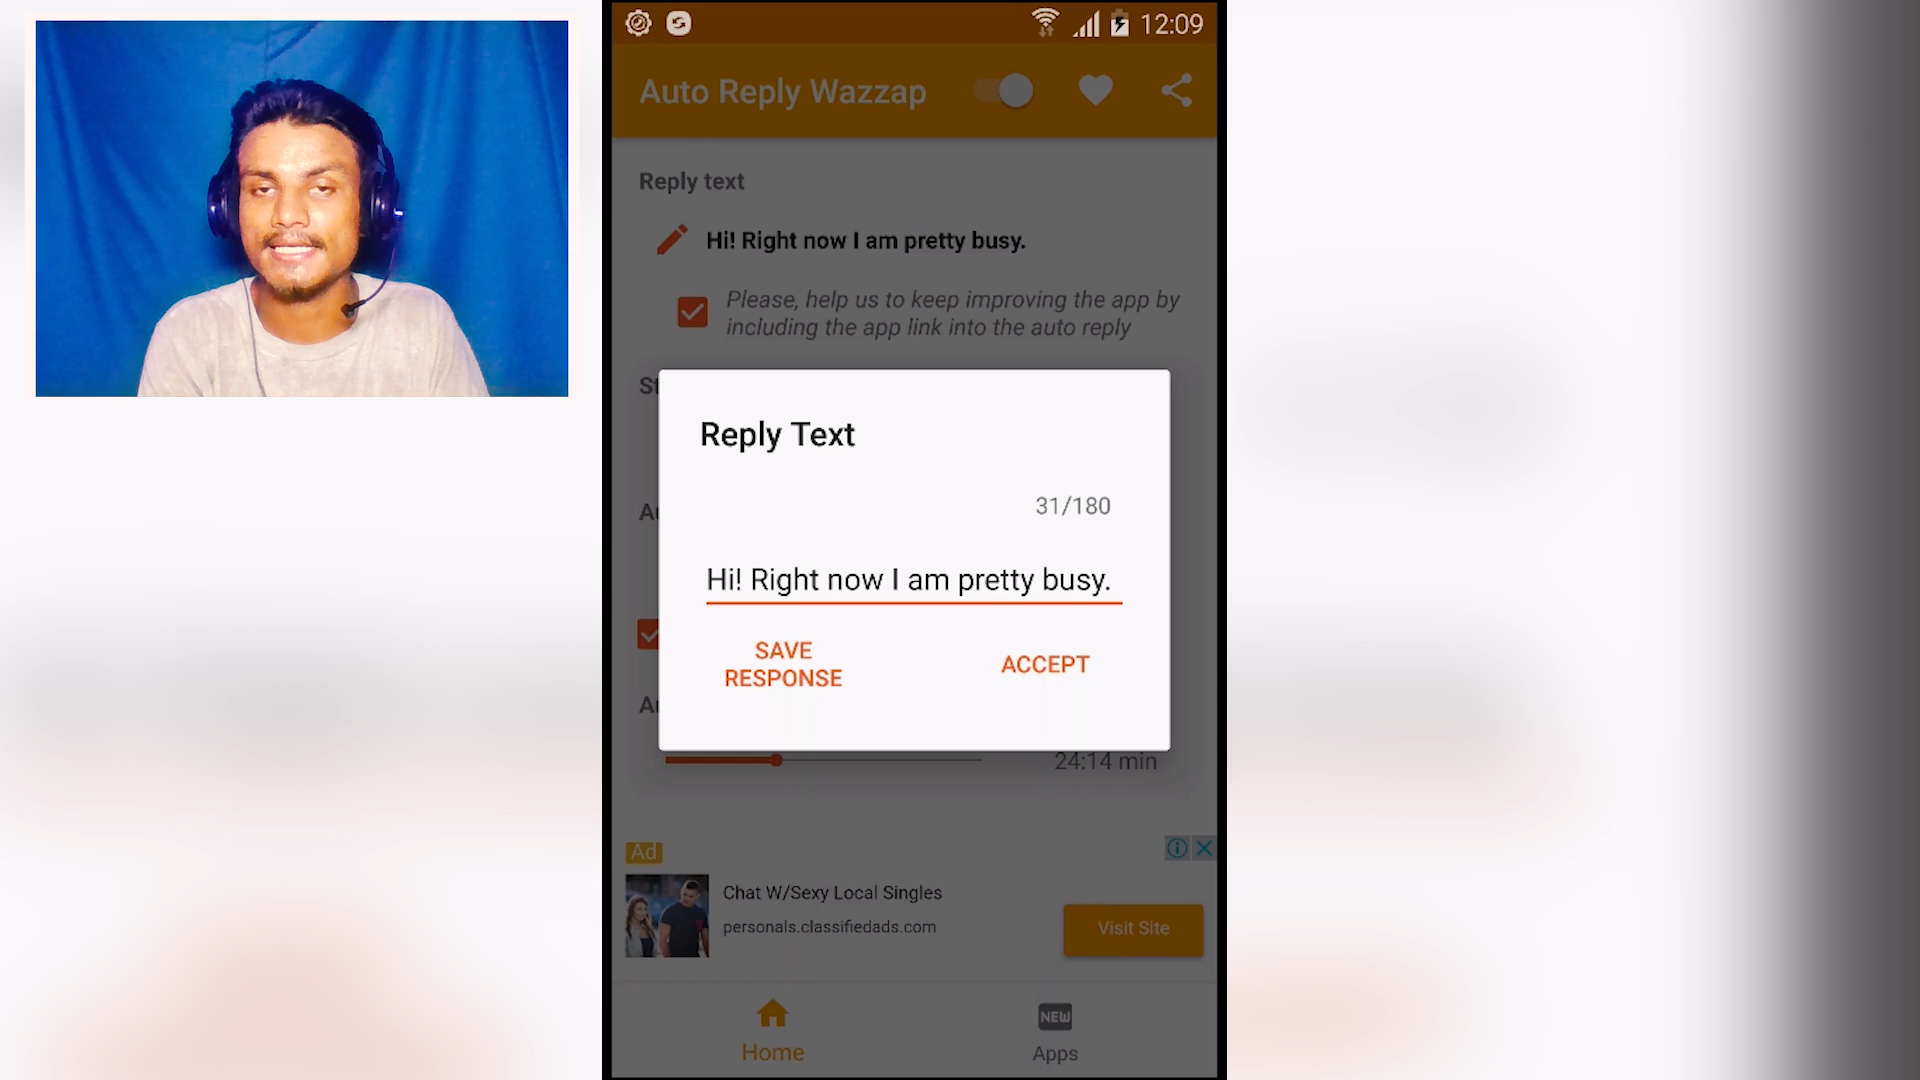 12:09
Auto Reply Wazzap
Reply text
Hi! Right now I am pretty busy.
Please, help us to keep improving the app by
including the app link into the auto reply
St
Reply Text
31/180
Au
Hi! Right now I am pretty busy.
SAVE
RESPONSE
ACCEPT
24:14 min
Ad
Chat W/Sexy Local Singles
personals.classifiedads.com
Visit Site
NEW
Home
Apps